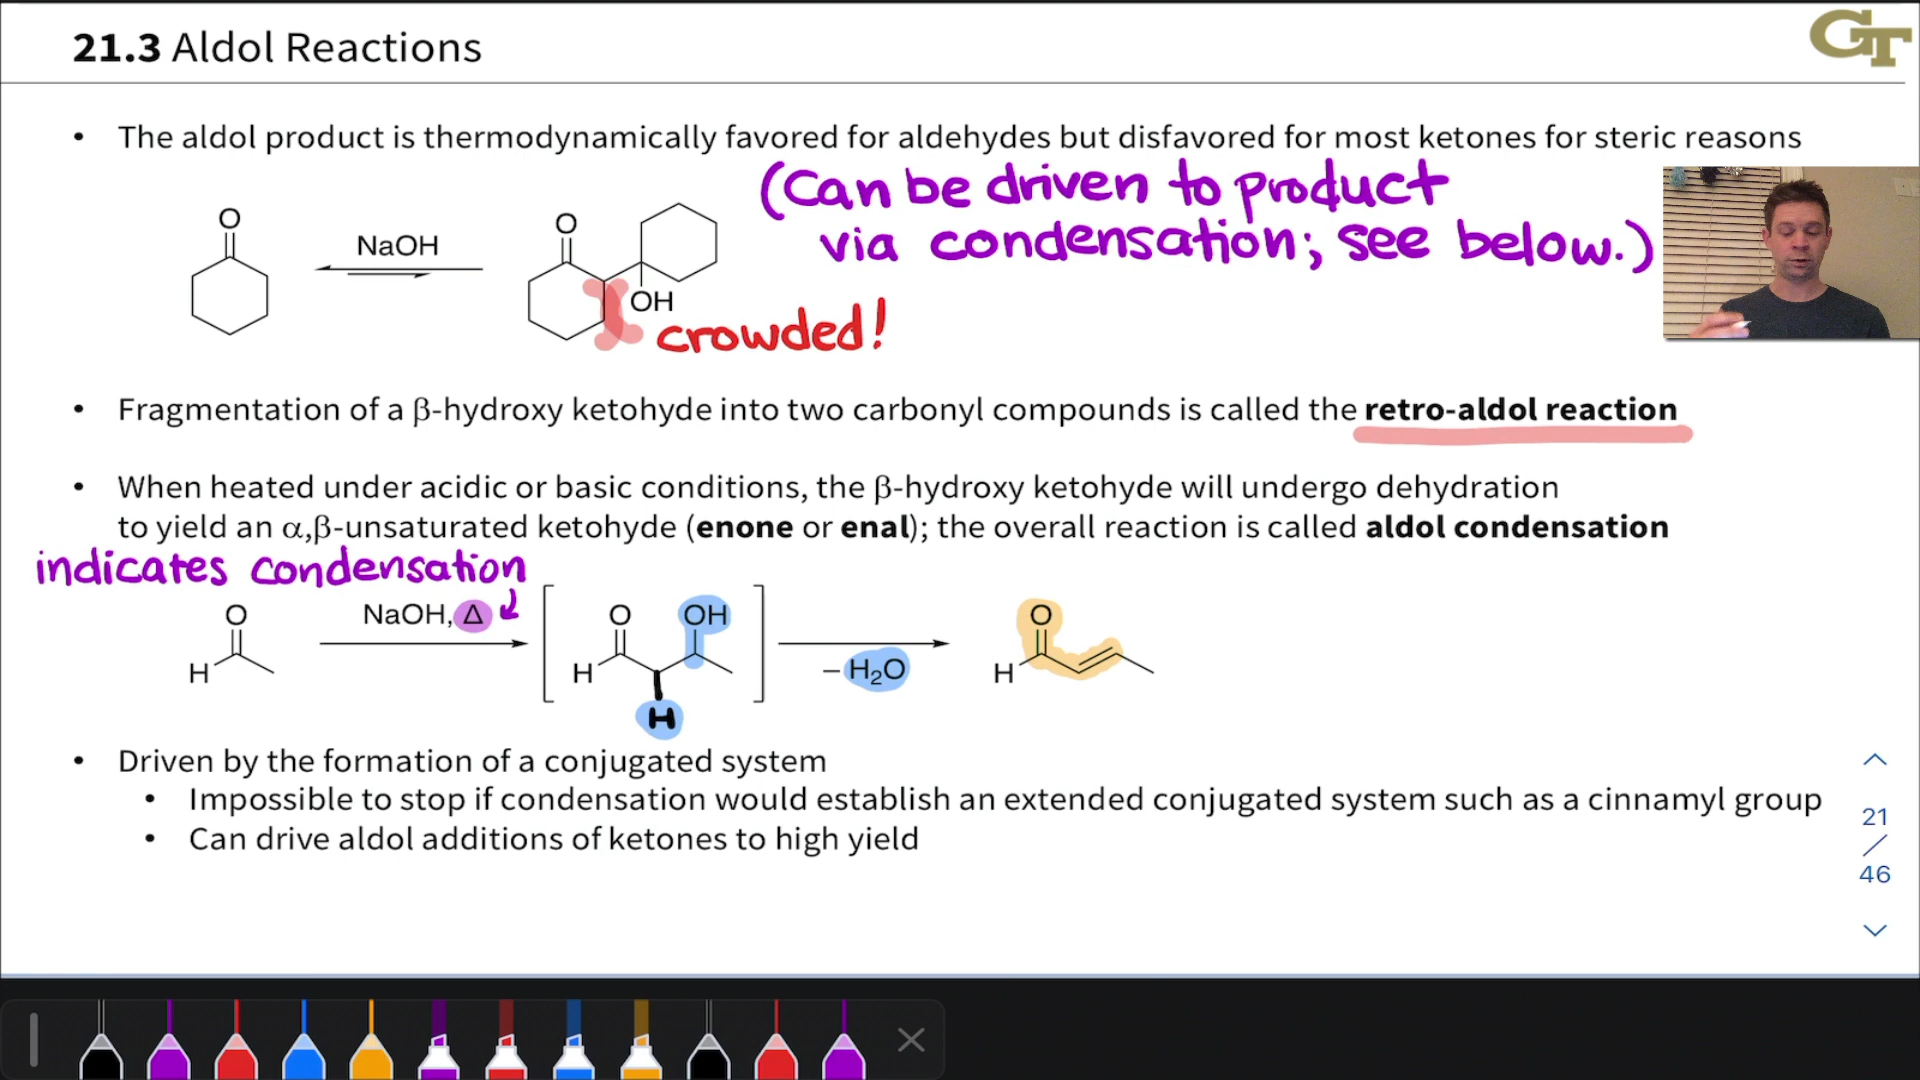 21.3 Aldol Reactions
GT
• The aldol product is thermodynamically favored for aldehydes but disfavored for most ketones for steric reasons
(Can be driven to product
via condensation; see below.)
O
NaOH
O
OH
crowded!
• Fragmentation of a β-hydroxy ketohyde into two carbonyl compounds is called the retro-aldol reaction
• When heated under acidic or basic conditions, the β-hydroxy ketohyde will undergo dehydration
to yield an α,β-unsaturated ketohyde (enone or enal); the overall reaction is called aldol condensation
indicates condensation
O
H
NaOH, Δ
O
OH
H
H
– H₂O
O
H
• Driven by the formation of a conjugated system
• Impossible to stop if condensation would establish an extended conjugated system such as a cinnamyl group
• Can drive aldol additions of ketones to high yield
21
/
46